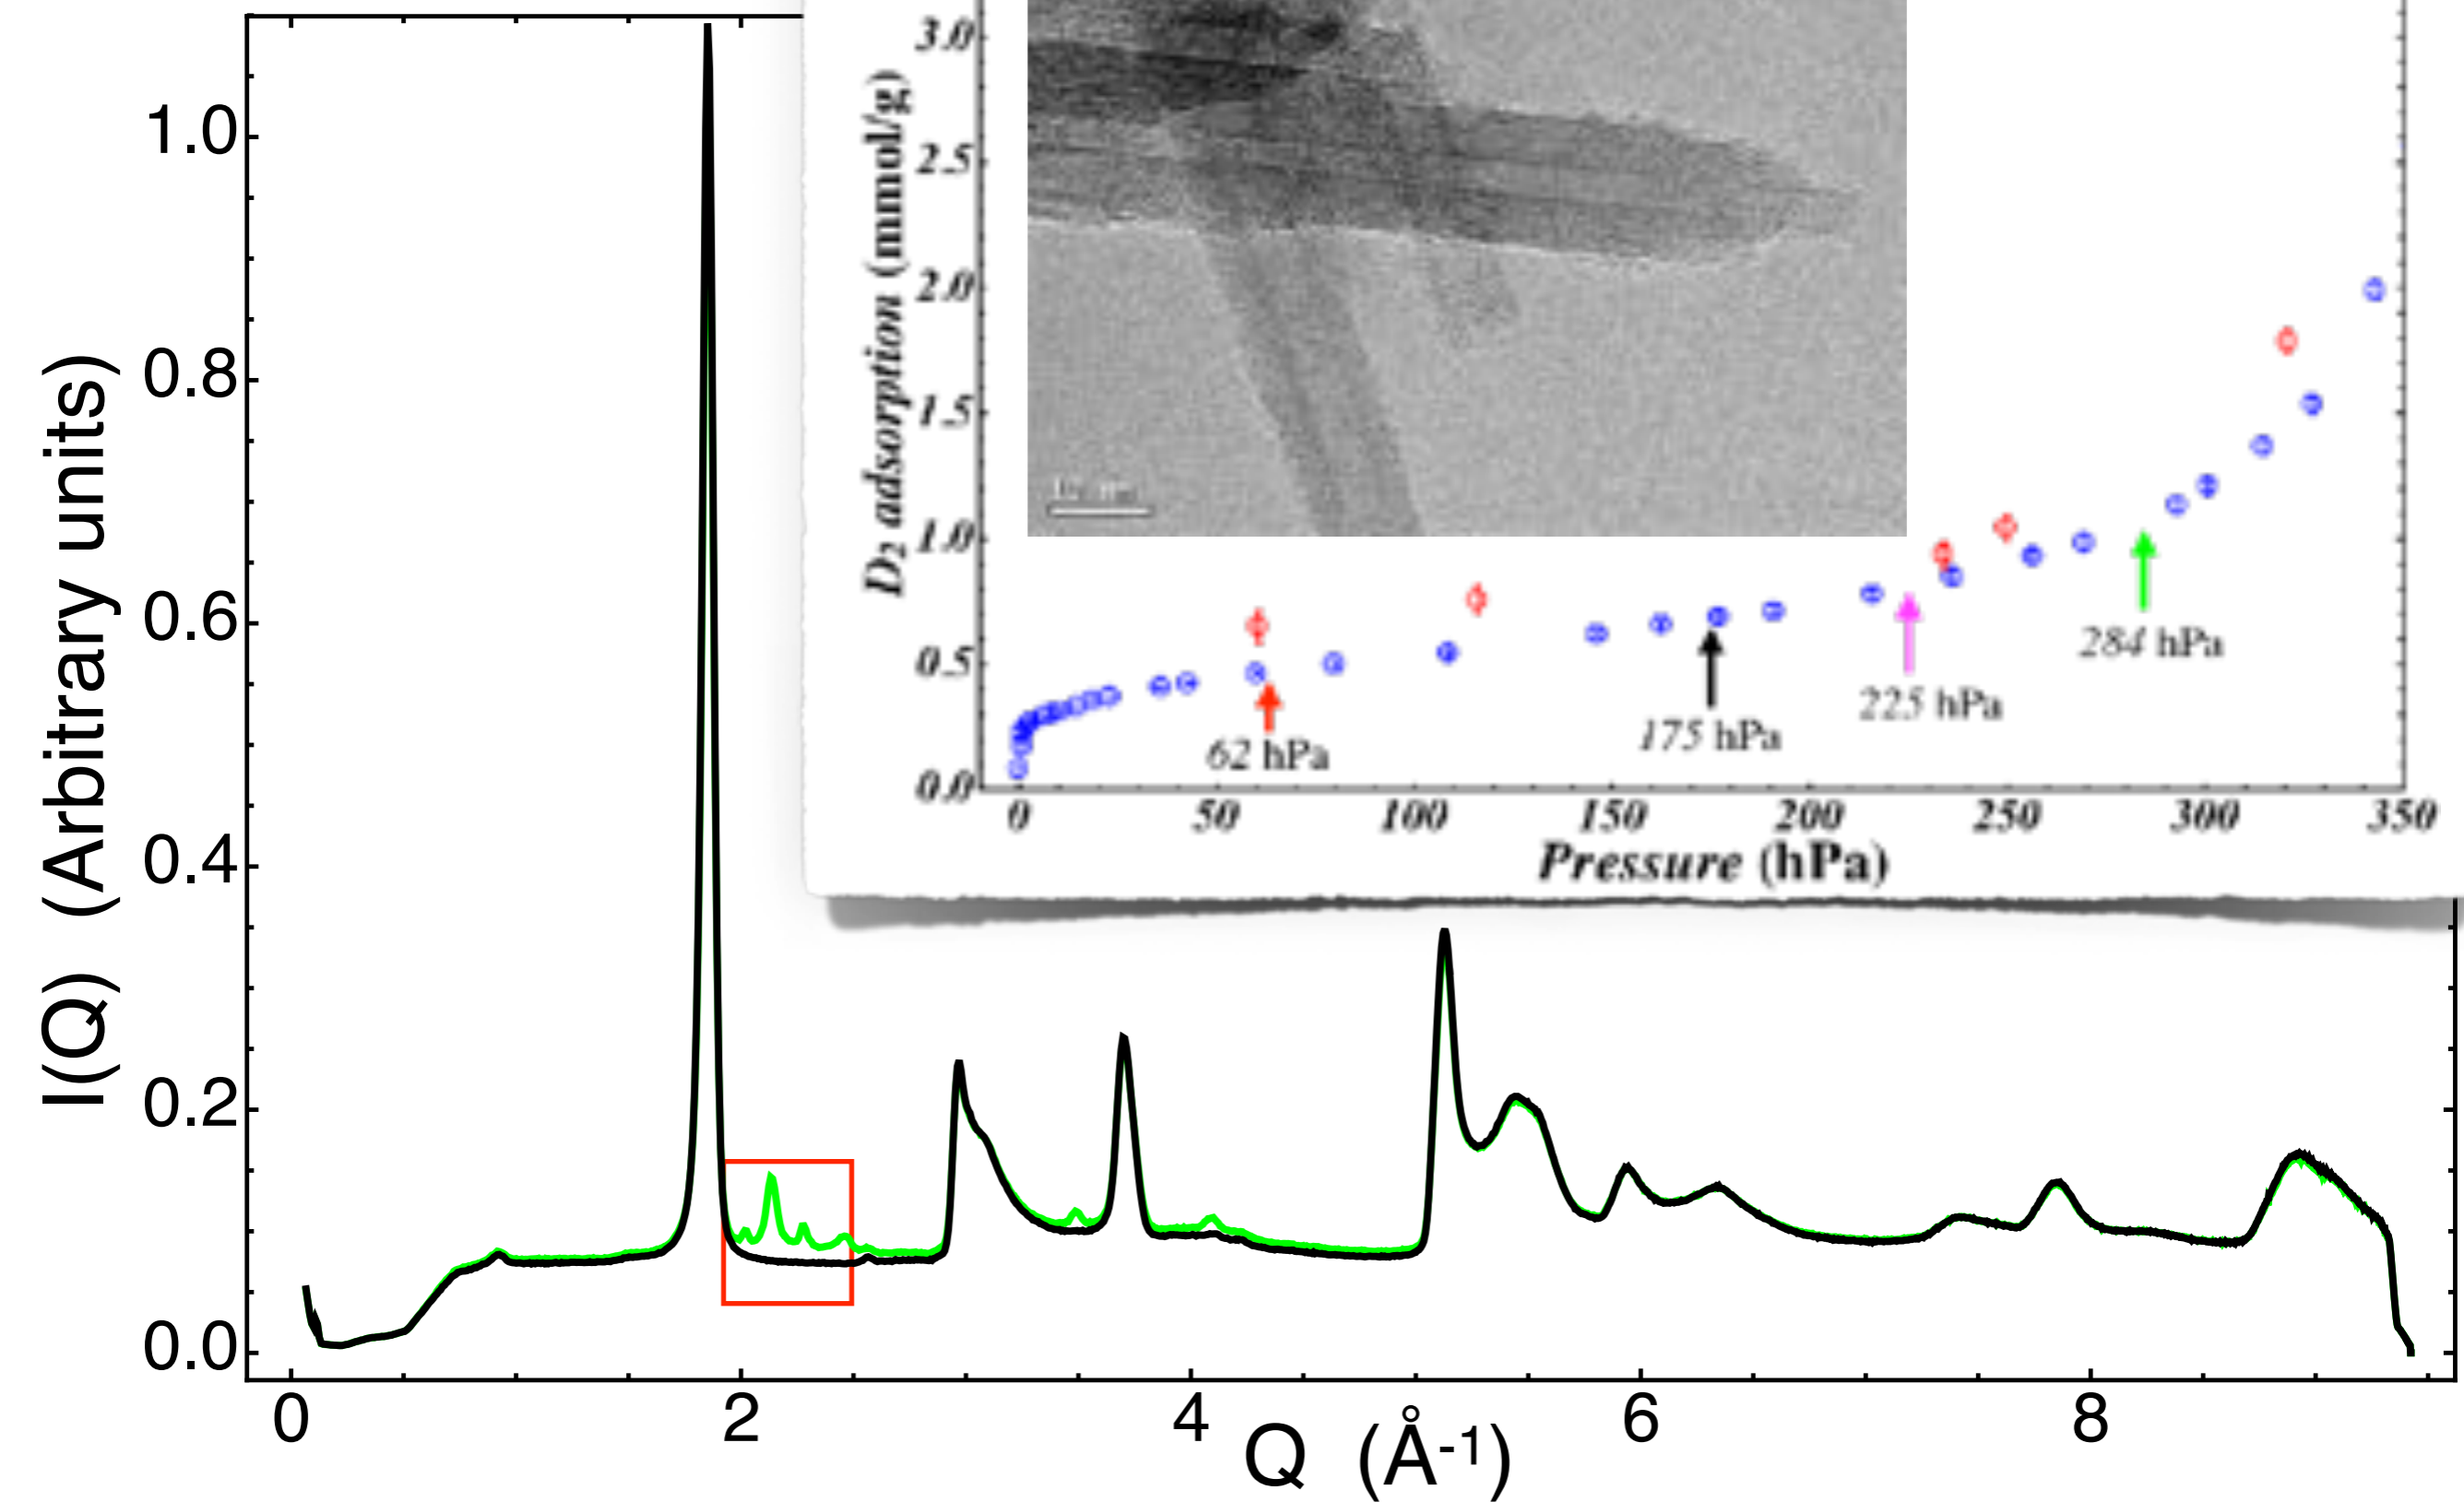 I(Q) (Arbitrary units)
1.0
0.8
0.6
0.4
0.2
0.0
0 2 4 6 8
Q (Å-1)
D2 adsorption (mmol/g)
3.0
2.5
2.0
1.5
1.0
0.5
0.0
62 hPa
175 hPa
225 hPa
284 hPa
0 50 100 150 200 250 300 350
Pressure (hPa)